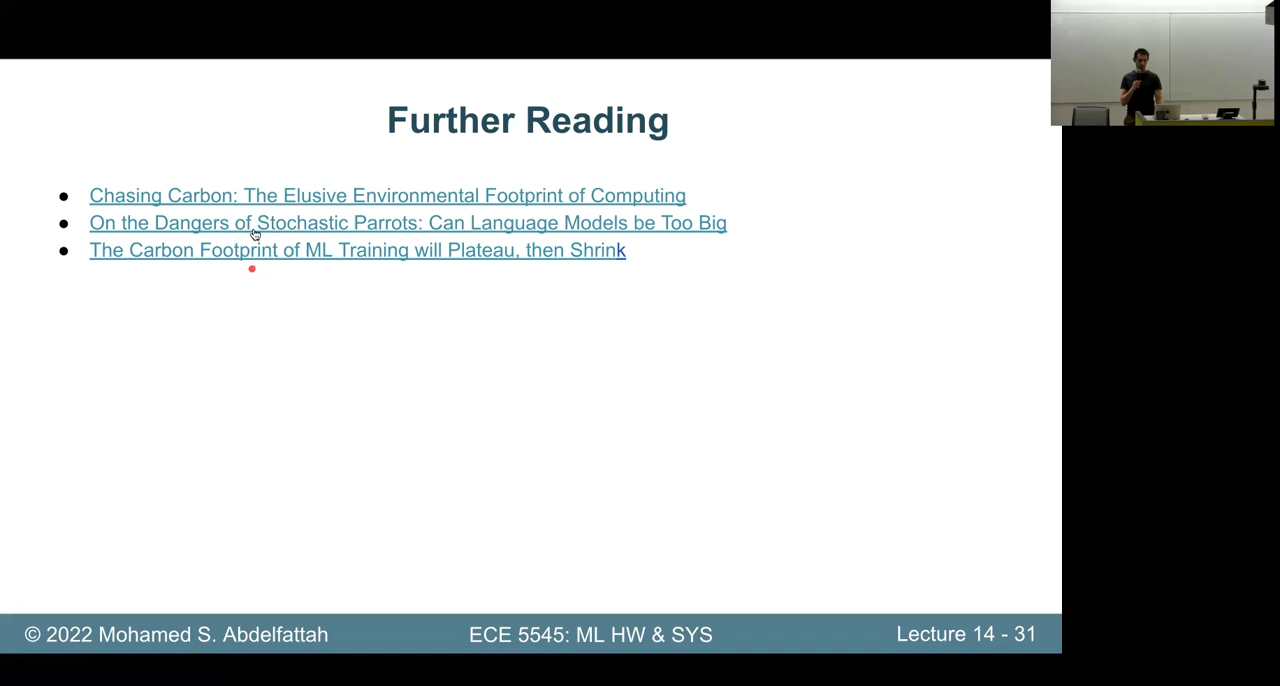 Further Reading
● Chasing Carbon: The Elusive Environmental Footprint of Computing
● On the Dangers of Stochastic Parrots: Can Language Models be Too Big
● The Carbon Footprint of ML Training will Plateau, then Shrink
© 2022 Mohamed S. Abdelfattah
ECE 5545: ML HW & SYS
Lecture 14 - 31